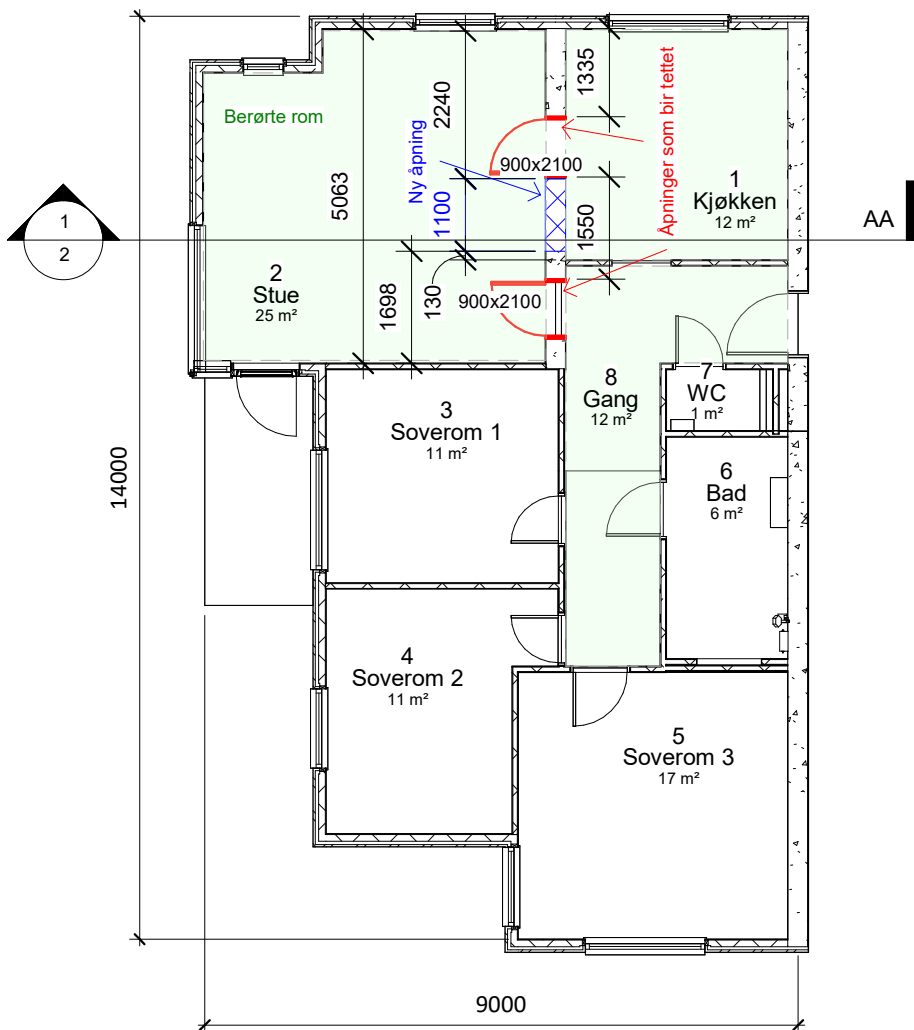 Berørte rom
2240
1335
Ny åpning
Åpninger som bir tettet
900x2100
5063
1100
1550
1
Kjøkken
12 m²
1
2
AA
2
Stue
25 m²
1698
130
900x2100
7
WC
1 m²
8
Gang
12 m²
3
Soverom 1
11 m²
14000
6
Bad
6 m²
4
Soverom 2
11 m²
5
Soverom 3
17 m²
9000